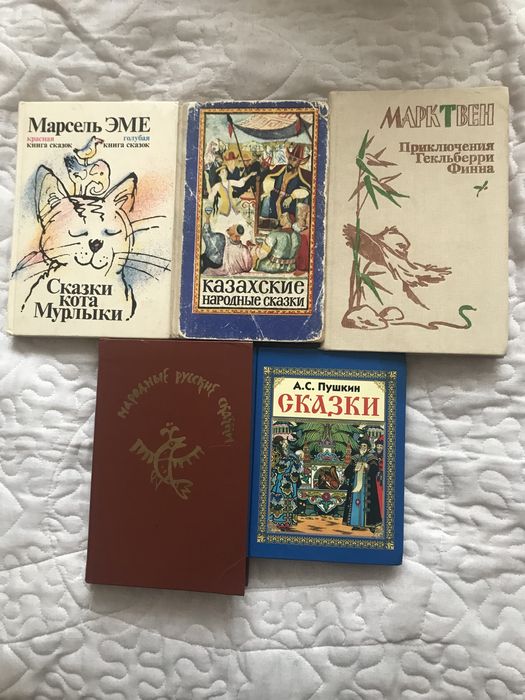 Марсель ЭМЕ
красная голубая
книга сказок книга сказок
Сказки
кота
Мурлыки
КАЗАХСКИЕ
НАРОДНЫЕ СКАЗКИ
МАРК ТВЕН
Приключения
Гекльберри
Финна
НАРОДНЫЕ РУССКИЕ СКАЗКИ
А.С. Пушкин
СКАЗКИ